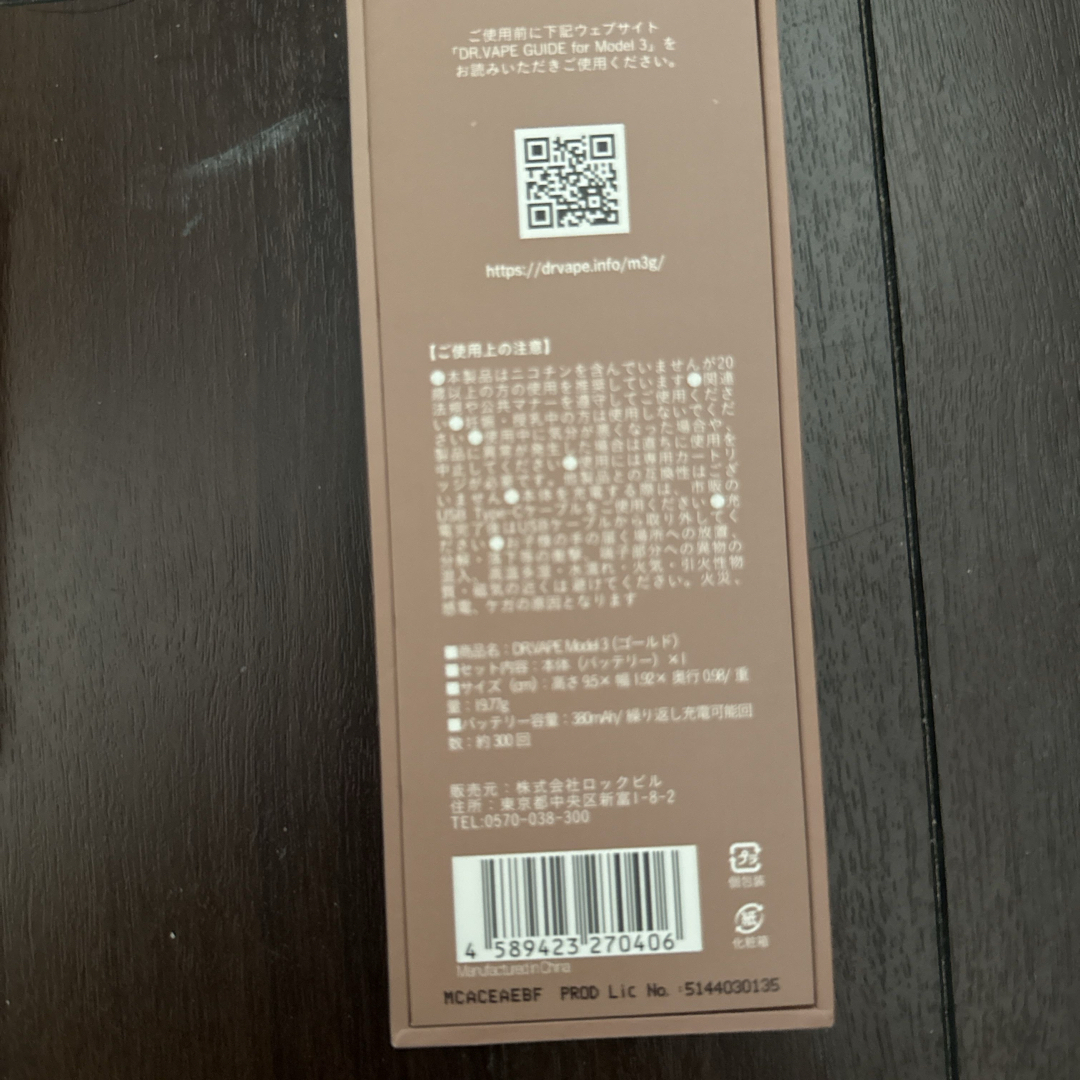 ご使用前に下記ウェブサイト
「DR.VAPE GUIDE for Model 3」を
お読みいただきご使用ください。
https://drvape.info/m3g/
【ご使用上の注意】
●本製品はニコチンを含んでいませんが20
歳以上の方の使用を推奨しています●関連
法規や公共マナーを遵守してご使用くださ
い●妊娠・授乳中の方は使用しないでくだ
さい●使用中に気分が悪くなった場合や、
製品に異常が発生した場合は直ちに使用を
中止してください●使用には専用カートリ
ッジが必要です。他製品との互換性はござ
いません●本体を充電する際は、市販の
USB Type-Cケーブルをご使用ください●充
電完了後はUSBケーブルから取り外してく
ださい●お子様の手の届く場所への放置、
分解・落下等の衝撃、端子部分への異物の
混入、高温多湿・水濡れ・火気・引火性物
質・磁気の近くは避けてください。火災、
感電、ケガの原因となります
■商品名：DR.VAPE Model 3（ゴールド）
■セット内容：本体（バッテリー）×1
■サイズ（cm）：高さ 9.5× 幅 1.92× 奥行 0.98/ 重
量：19.77g
■バッテリー容量：380mAh/ 繰り返し充電可能回
数：約 300 回
販売元：株式会社ロックビル
住所：東京都中央区新富1-8-2
TEL:0570-038-300
プラ
個包装
紙
化粧箱
4 589423 270406
Manufactured in China
MCACEAEBF PROD Lic No. :5144030135